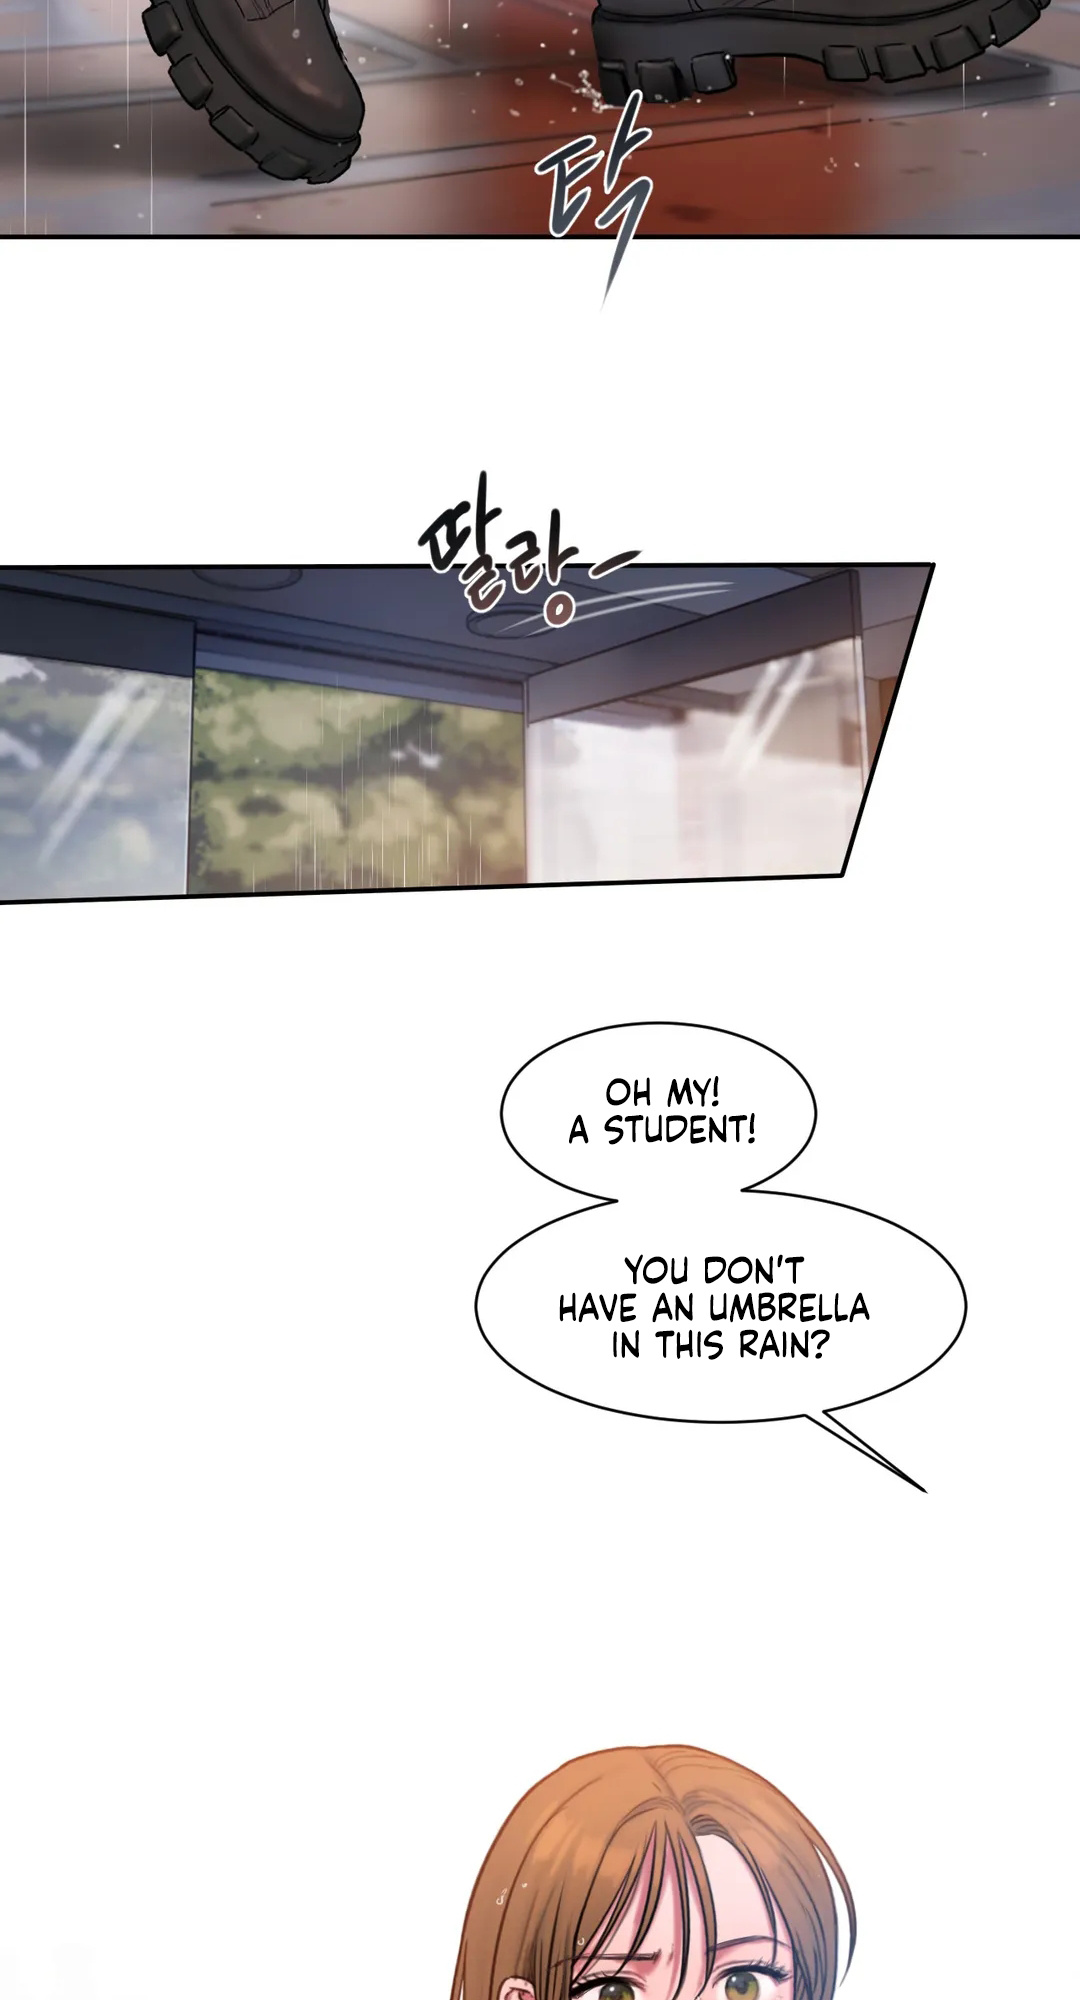 탁
딸랑-
OH MY!
A STUDENT!
YOU DON'T
HAVE AN UMBRELLA
IN THIS RAIN?